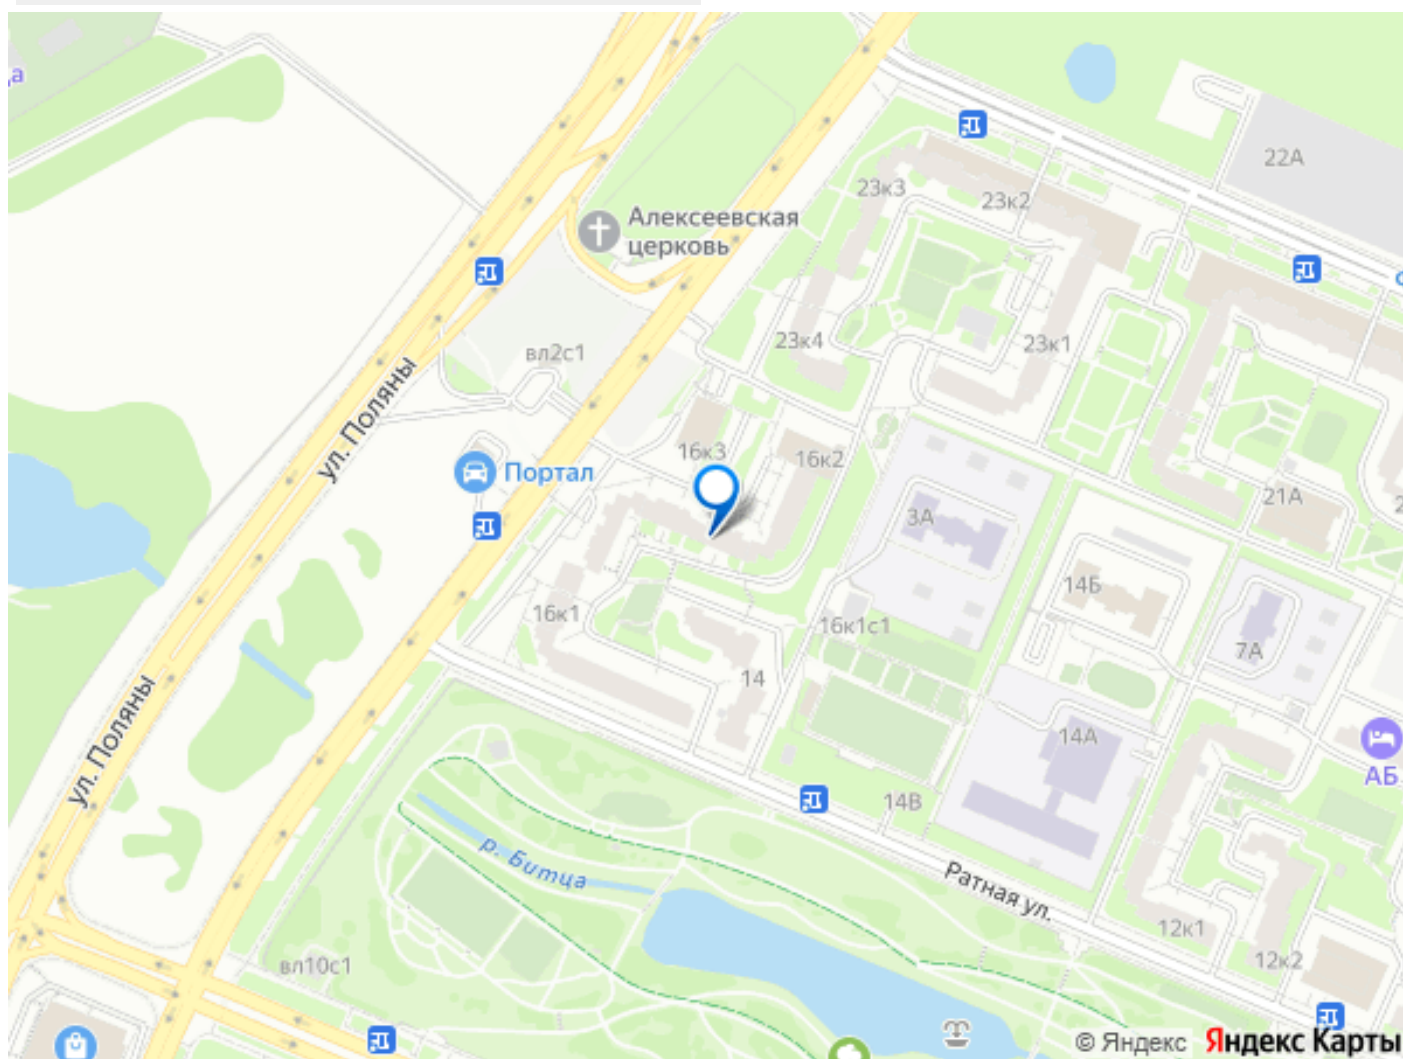 22А
23к3
23к2
Алексеевская
церковь
23к4
23к1
вл2с1
ул. Поляны
16к3
16к2
Портал
3А
21А
14Б
16к1
16к1с1
7А
14
ул. Поляны
14А
АБ
14В
р. Битца
Ратная ул.
12к1
12к2
вл10с1
© Яндекс Яндекс Карты